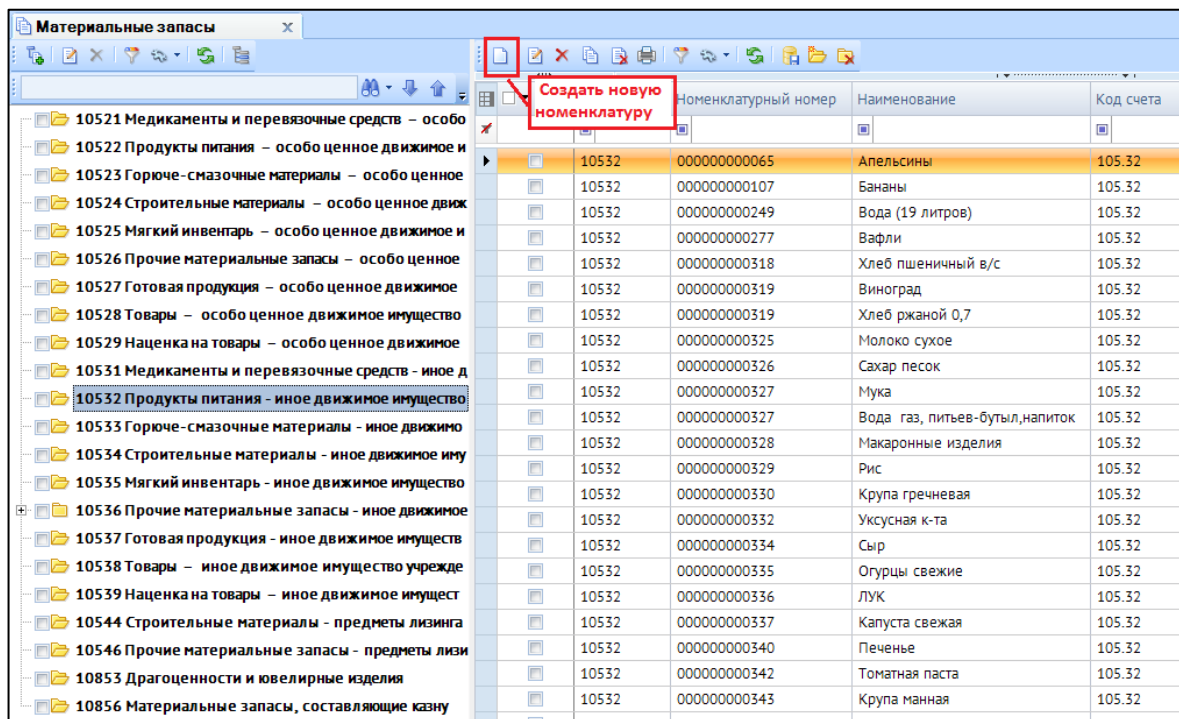 Материальные запасы
Создать новую
номенклатуру
10521 Медикаменты и перевязочные средств – особо
10522 Продукты питания – особо ценное движимое и
10523 Горюче-смазочные материалы – особо ценное
10524 Строительные материалы – особо ценное движ
10525 Мягкий инвентарь – особо ценное движимое и
10526 Прочие материальные запасы – особо ценное
10527 Готовая продукция – особо ценное движимое
10528 Товары – особо ценное движимое имущество
10529 Наценка на товары – особо ценное движимое
10531 Медикаменты и перевязочные средств - иное д
10532 Продукты питания - иное движимое имущество
10533 Горюче-смазочные материалы - иное движимо
10534 Строительные материалы - иное движимое иму
10535 Мягкий инвентарь - иное движимое имущество
10536 Прочие материальные запасы - иное движимое
10537 Готовая продукция - иное движимое имуществ
10538 Товары – иное движимое имущество учрежде
10539 Наценка на товары – иное движимое имущест
10544 Строительные материалы - предметы лизинга
10546 Прочие материальные запасы - предметы лизи
10853 Драгоценности и ювелирные изделия
10856 Материальные запасы, составляющие казну
Номенклатурный номер Наименование Код счета
10532 000000000065 Апельсины 105.32
10532 000000000107 Бананы 105.32
10532 000000000249 Вода (19 литров) 105.32
10532 000000000277 Вафли 105.32
10532 000000000318 Хлеб пшеничный в/с 105.32
10532 000000000319 Виноград 105.32
10532 000000000319 Хлеб ржаной 0,7 105.32
10532 000000000325 Молоко сухое 105.32
10532 000000000326 Сахар песок 105.32
10532 000000000327 Мука 105.32
10532 000000000327 Вода газ, питьев-бутыл,напиток 105.32
10532 000000000328 Макаронные изделия 105.32
10532 000000000329 Рис 105.32
10532 000000000330 Крупа гречневая 105.32
10532 000000000332 Уксусная к-та 105.32
10532 000000000334 Сыр 105.32
10532 000000000335 Огурцы свежие 105.32
10532 000000000336 ЛУК 105.32
10532 000000000337 Капуста свежая 105.32
10532 000000000340 Печенье 105.32
10532 000000000342 Томатная паста 105.32
10532 000000000343 Крупа манная 105.32